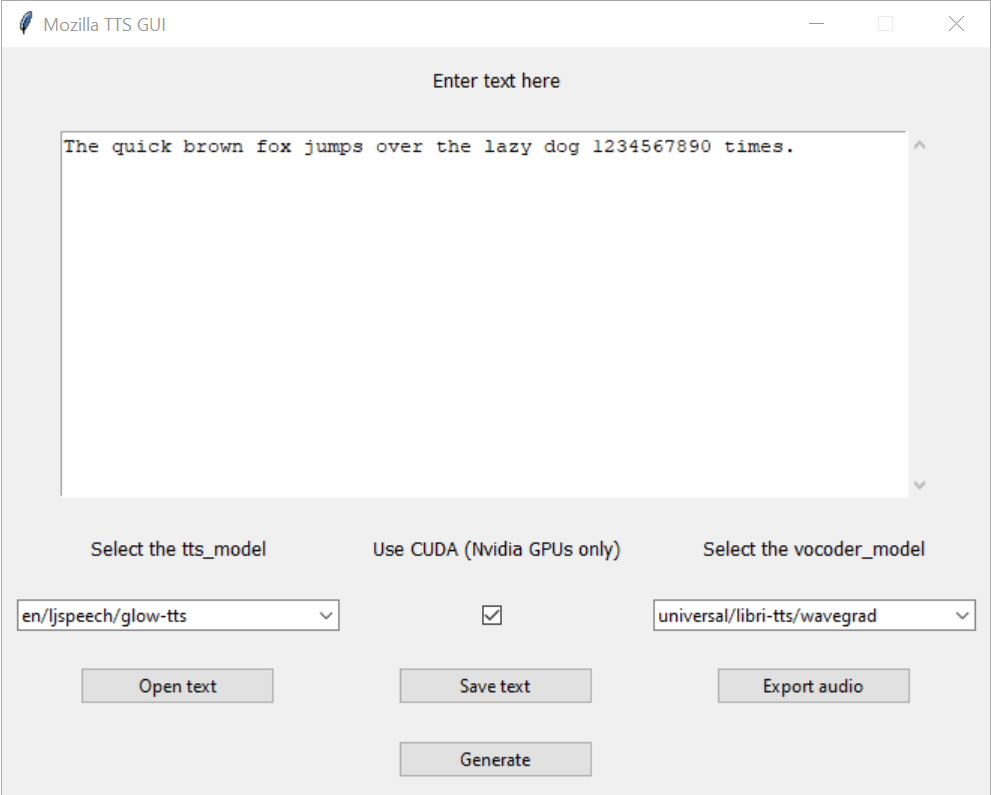 Mozilla TTS GUI
Enter text here
The quick brown fox jumps over the lazy dog 1234567890 times.
Select the tts_model
Use CUDA (Nvidia GPUs only)
Select the vocoder_model
en/ljspeech/glow-tts
universal/libri-tts/wavegrad
Open text
Save text
Export audio
Generate